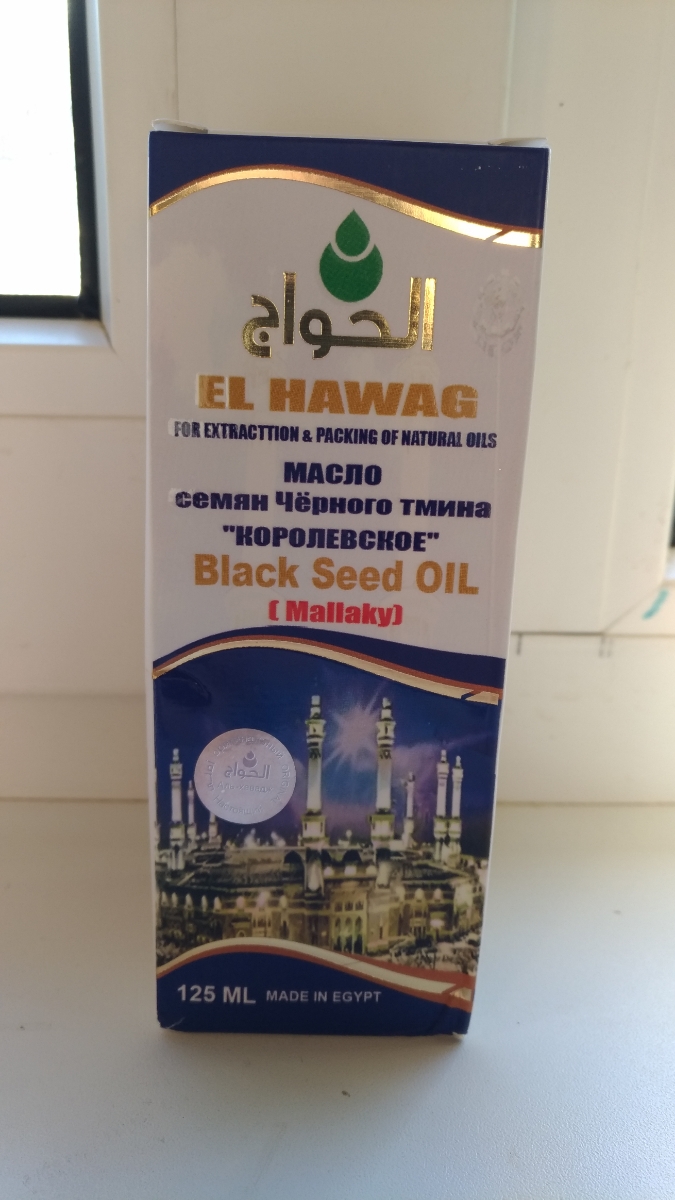 الحواج
EL HAWAG
FOR EXTRACTTION & PACKING OF NATURAL OILS
МАСЛО
семян Чёрного тмина
"КОРОЛЕВСКОЕ"
Black Seed OIL
( Mallaky)
الحواج
125 ML MADE IN EGYPT